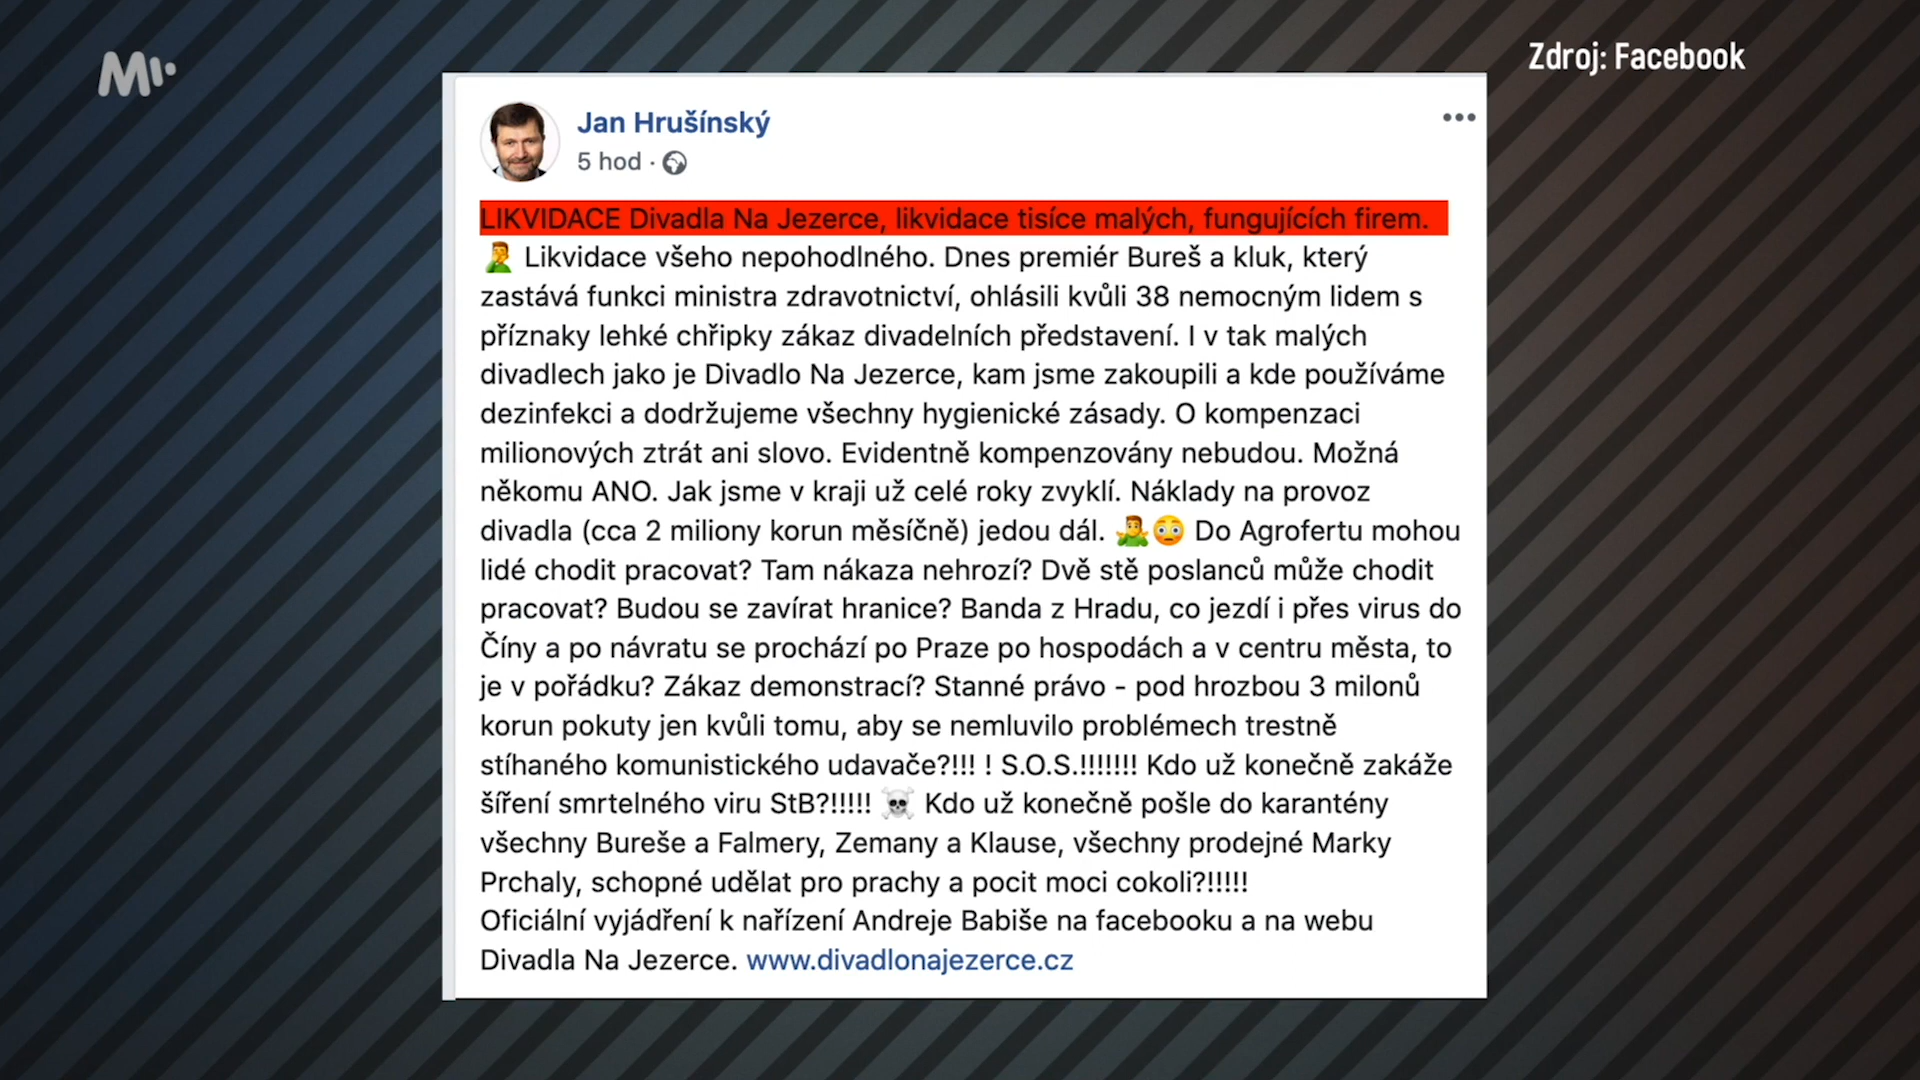 Zdroj: Facebook
Jan Hrušínský
5 hod ·
LIKVIDACE Divadla Na Jezerce, likvidace tisíce malých, fungujících firem.
🤦‍♂️ Likvidace všeho nepohodlného. Dnes premiér Bureš a kluk, který
zastává funkci ministra zdravotnictví, ohlásili kvůli 38 nemocným lidem s
příznaky lehké chřipky zákaz divadelních představení. I v tak malých
divadlech jako je Divadlo Na Jezerce, kam jsme zakoupili a kde používáme
dezinfekci a dodržujeme všechny hygienické zásady. O kompenzaci
milionových ztrát ani slovo. Evidentně kompenzovány nebudou. Možná
někomu ANO. Jak jsme v kraji už celé roky zvyklí. Náklady na provoz
divadla (cca 2 miliony korun měsíčně) jedou dál. 🤷‍♂️😳 Do Agrofertu mohou
lidé chodit pracovat? Tam nákaza nehrozí? Dvě stě poslanců může chodit
pracovat? Budou se zavírat hranice? Banda z Hradu, co jezdí i přes virus do
Číny a po návratu se prochází po Praze po hospodách a v centru města, to
je v pořádku? Zákaz demonstrací? Stanné právo - pod hrozbou 3 milonů
korun pokuty jen kvůli tomu, aby se nemluvilo problémech trestně
stíhaného komunistického udavače?!!! ! S.O.S.!!!!!!! Kdo už konečně zakáže
šíření smrtelného viru StB?!!!!! ☠️ Kdo už konečně pošle do karantény
všechny Bureše a Falmery, Zemany a Klause, všechny prodejné Marky
Prchaly, schopné udělat pro prachy a pocit moci cokoli?!!!!!
Oficiální vyjádření k nařízení Andreje Babiše na facebooku a na webu
Divadla Na Jezerce. www.divadlonajezerce.cz